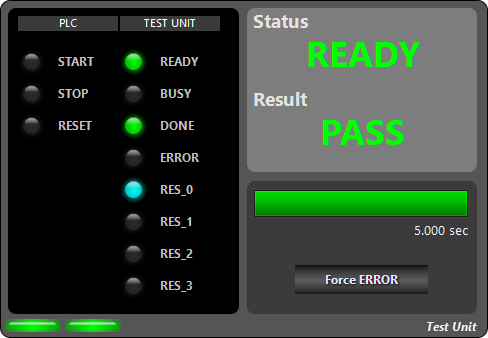 PLC
TEST UNIT
START
STOP
RESET
READY
BUSY
DONE
ERROR
RES_0
RES_1
RES_2
RES_3
Status
READY
Result
PASS
5.000 sec
Force ERROR
Test Unit